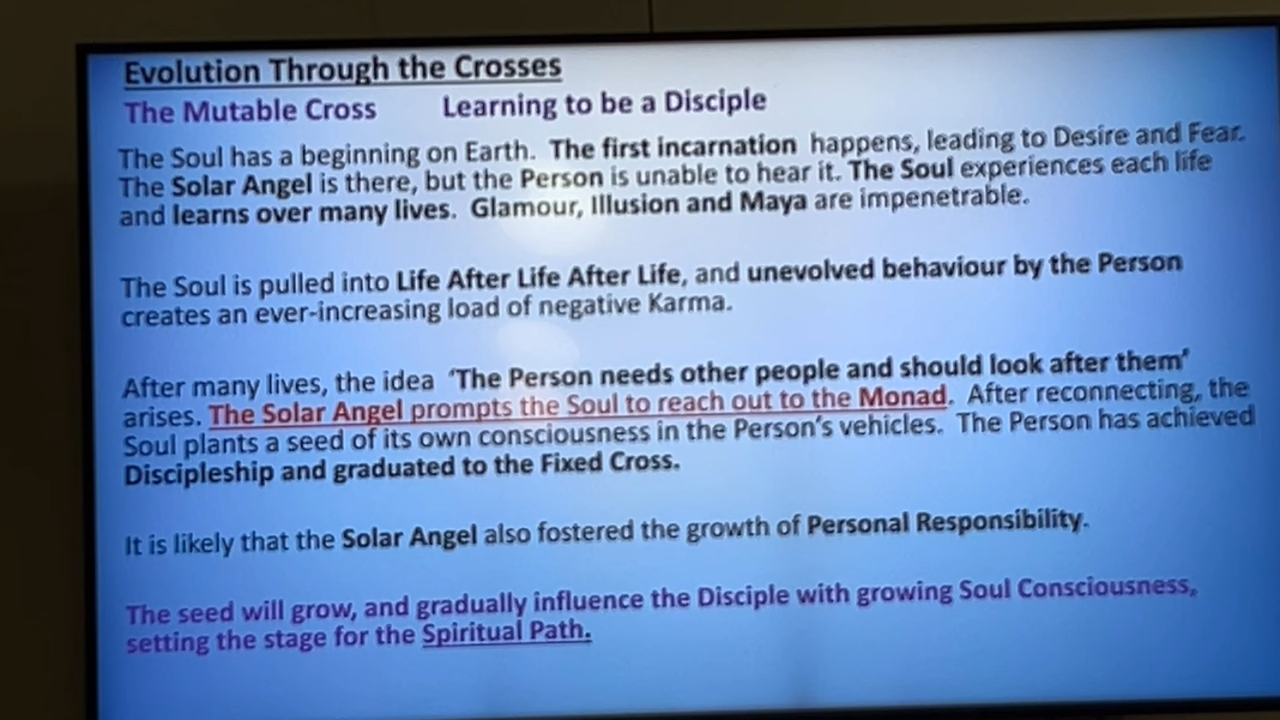 Evolution Through the Crosses
The Mutable Cross Learning to be a Disciple
The Soul has a beginning on Earth. The first incarnation happens, leading to Desire and Fear.
The Solar Angel is there, but the Person is unable to hear it. The Soul experiences each life
and learns over many lives. Glamour, Illusion and Maya are impenetrable.
The Soul is pulled into Life After Life After Life, and unevolved behaviour by the Person
creates an ever-increasing load of negative Karma.
After many lives, the idea ‘The Person needs other people and should look after them’
arises. The Solar Angel prompts the Soul to reach out to the Monad. After reconnecting, the
Soul plants a seed of its own consciousness in the Person’s vehicles. The Person has achieved
Discipleship and graduated to the Fixed Cross.
It is likely that the Solar Angel also fostered the growth of Personal Responsibility.
The seed will grow, and gradually influence the Disciple with growing Soul Consciousness,
setting the stage for the Spiritual Path.